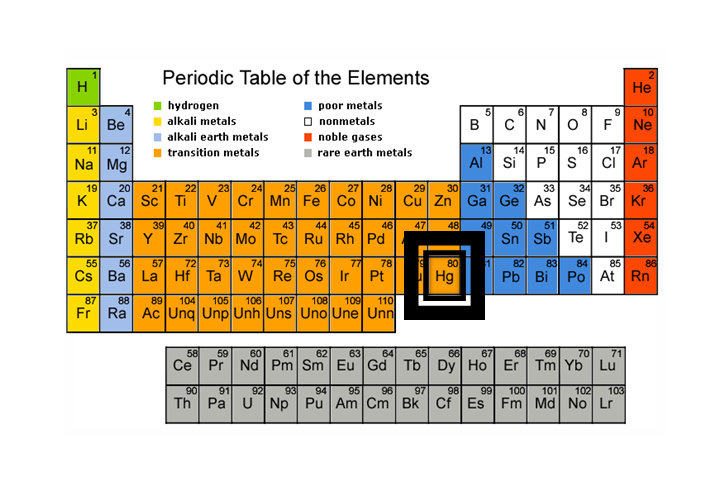 Periodic Table of the Elements
hydrogen
alkali metals
alkali earth metals
transition metals
poor metals
nonmetals
noble gases
rare earth metals
1 2
H He
3 4 5 6 7 8 9 10
Li Be B C N O F Ne
11 12 13 14 15 16 17 18
Na Mg Al Si P S Cl Ar
19 20 21 22 23 24 25 26 27 28 29 30 31 32 33 34 35 36
K Ca Sc Ti V Cr Mn Fe Co Ni Cu Zn Ga Ge As Se Br Kr
37 38 39 40 41 42 43 44 45 46 47 48 49 50 51 52 53 54
Rb Sr Y Zr Nb Mo Tc Ru Rh Pd Sn Sb Te I Xe
55 56 57 72 73 74 75 76 77 78 80 82 83 84 85 86
Cs Ba La Hf Ta W Re Os Ir Pt Hg Pb Bi Po At Rn
87 88 89 104 105 106 107 108 109 110
Fr Ra Ac Unq Unp Unh Uns Uno Une Unn
58 59 60 61 62 63 64 65 66 67 68 69 70 71
Ce Pr Nd Pm Sm Eu Gd Tb Dy Ho Er Tm Yb Lu
90 91 92 93 94 95 96 97 98 99 100 101 102 103
Th Pa U Np Pu Am Cm Bk Cf Es Fm Md No Lr